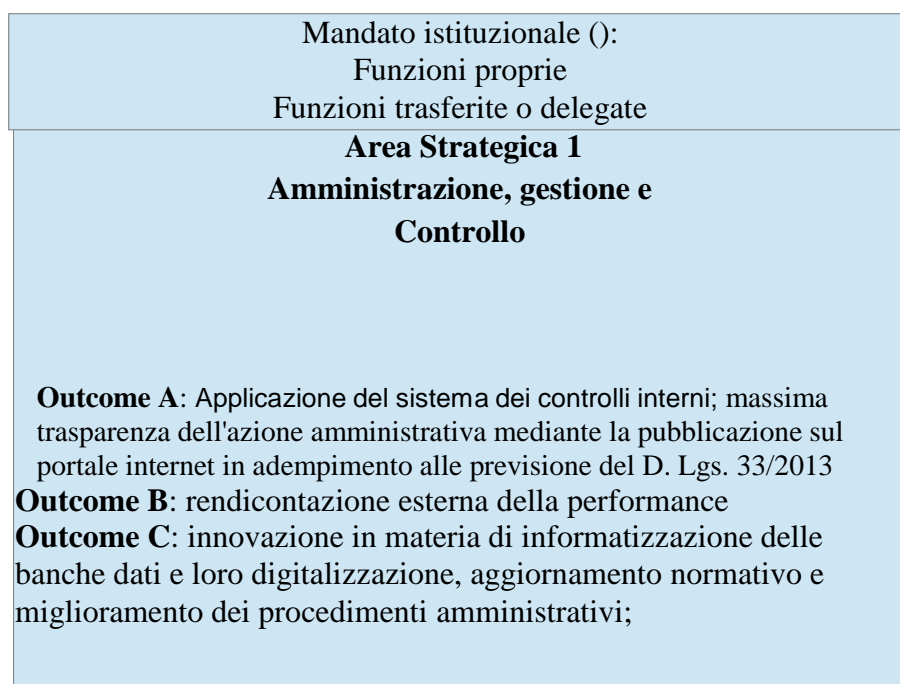 Mandato istituzionale ():
Funzioni proprie
Funzioni trasferite o delegate
Area Strategica 1
Amministrazione, gestione e
Controllo
Outcome A: Applicazione del sistema dei controlli interni; massima
trasparenza dell'azione amministrativa mediante la pubblicazione sul
portale internet in adempimento alle previsione del D. Lgs. 33/2013
Outcome B: rendicontazione esterna della performance
Outcome C: innovazione in materia di informatizzazione delle
banche dati e loro digitalizzazione, aggiornamento normativo e
miglioramento dei procedimenti amministrativi;